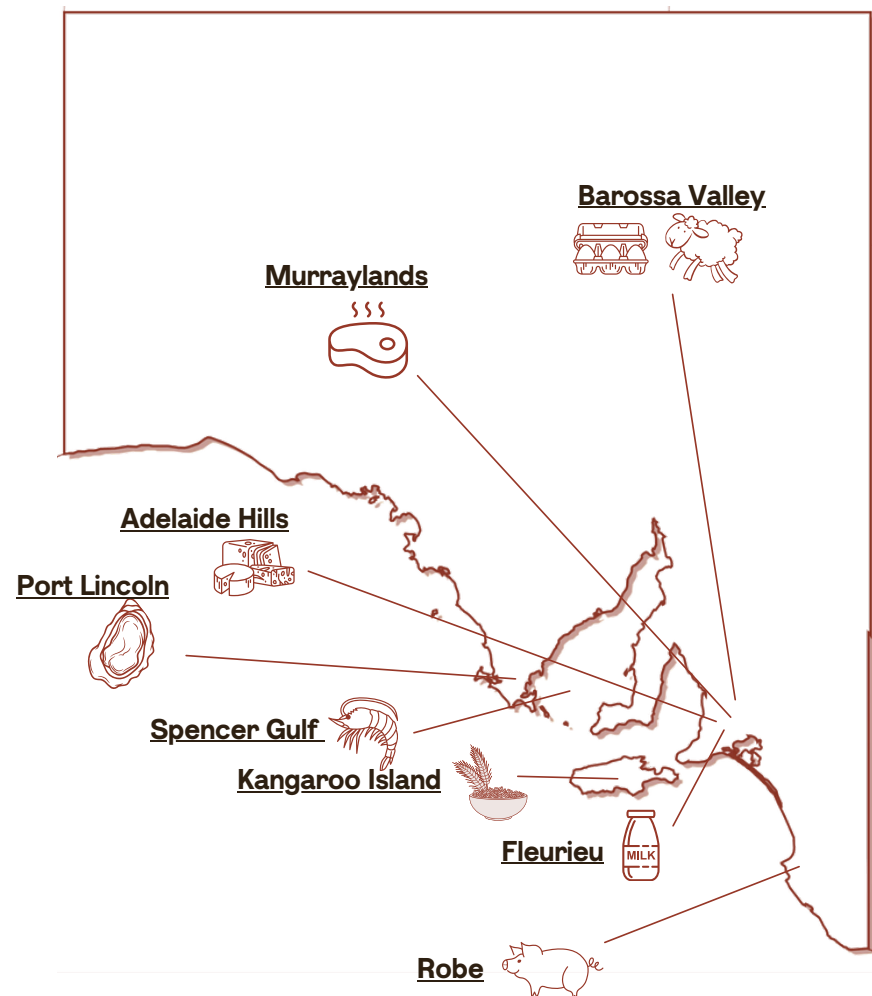 Barossa Valley
Murraylands
Adelaide Hills
Port Lincoln
Spencer Gulf
Kangaroo Island
Fleurieu
MILK
Robe